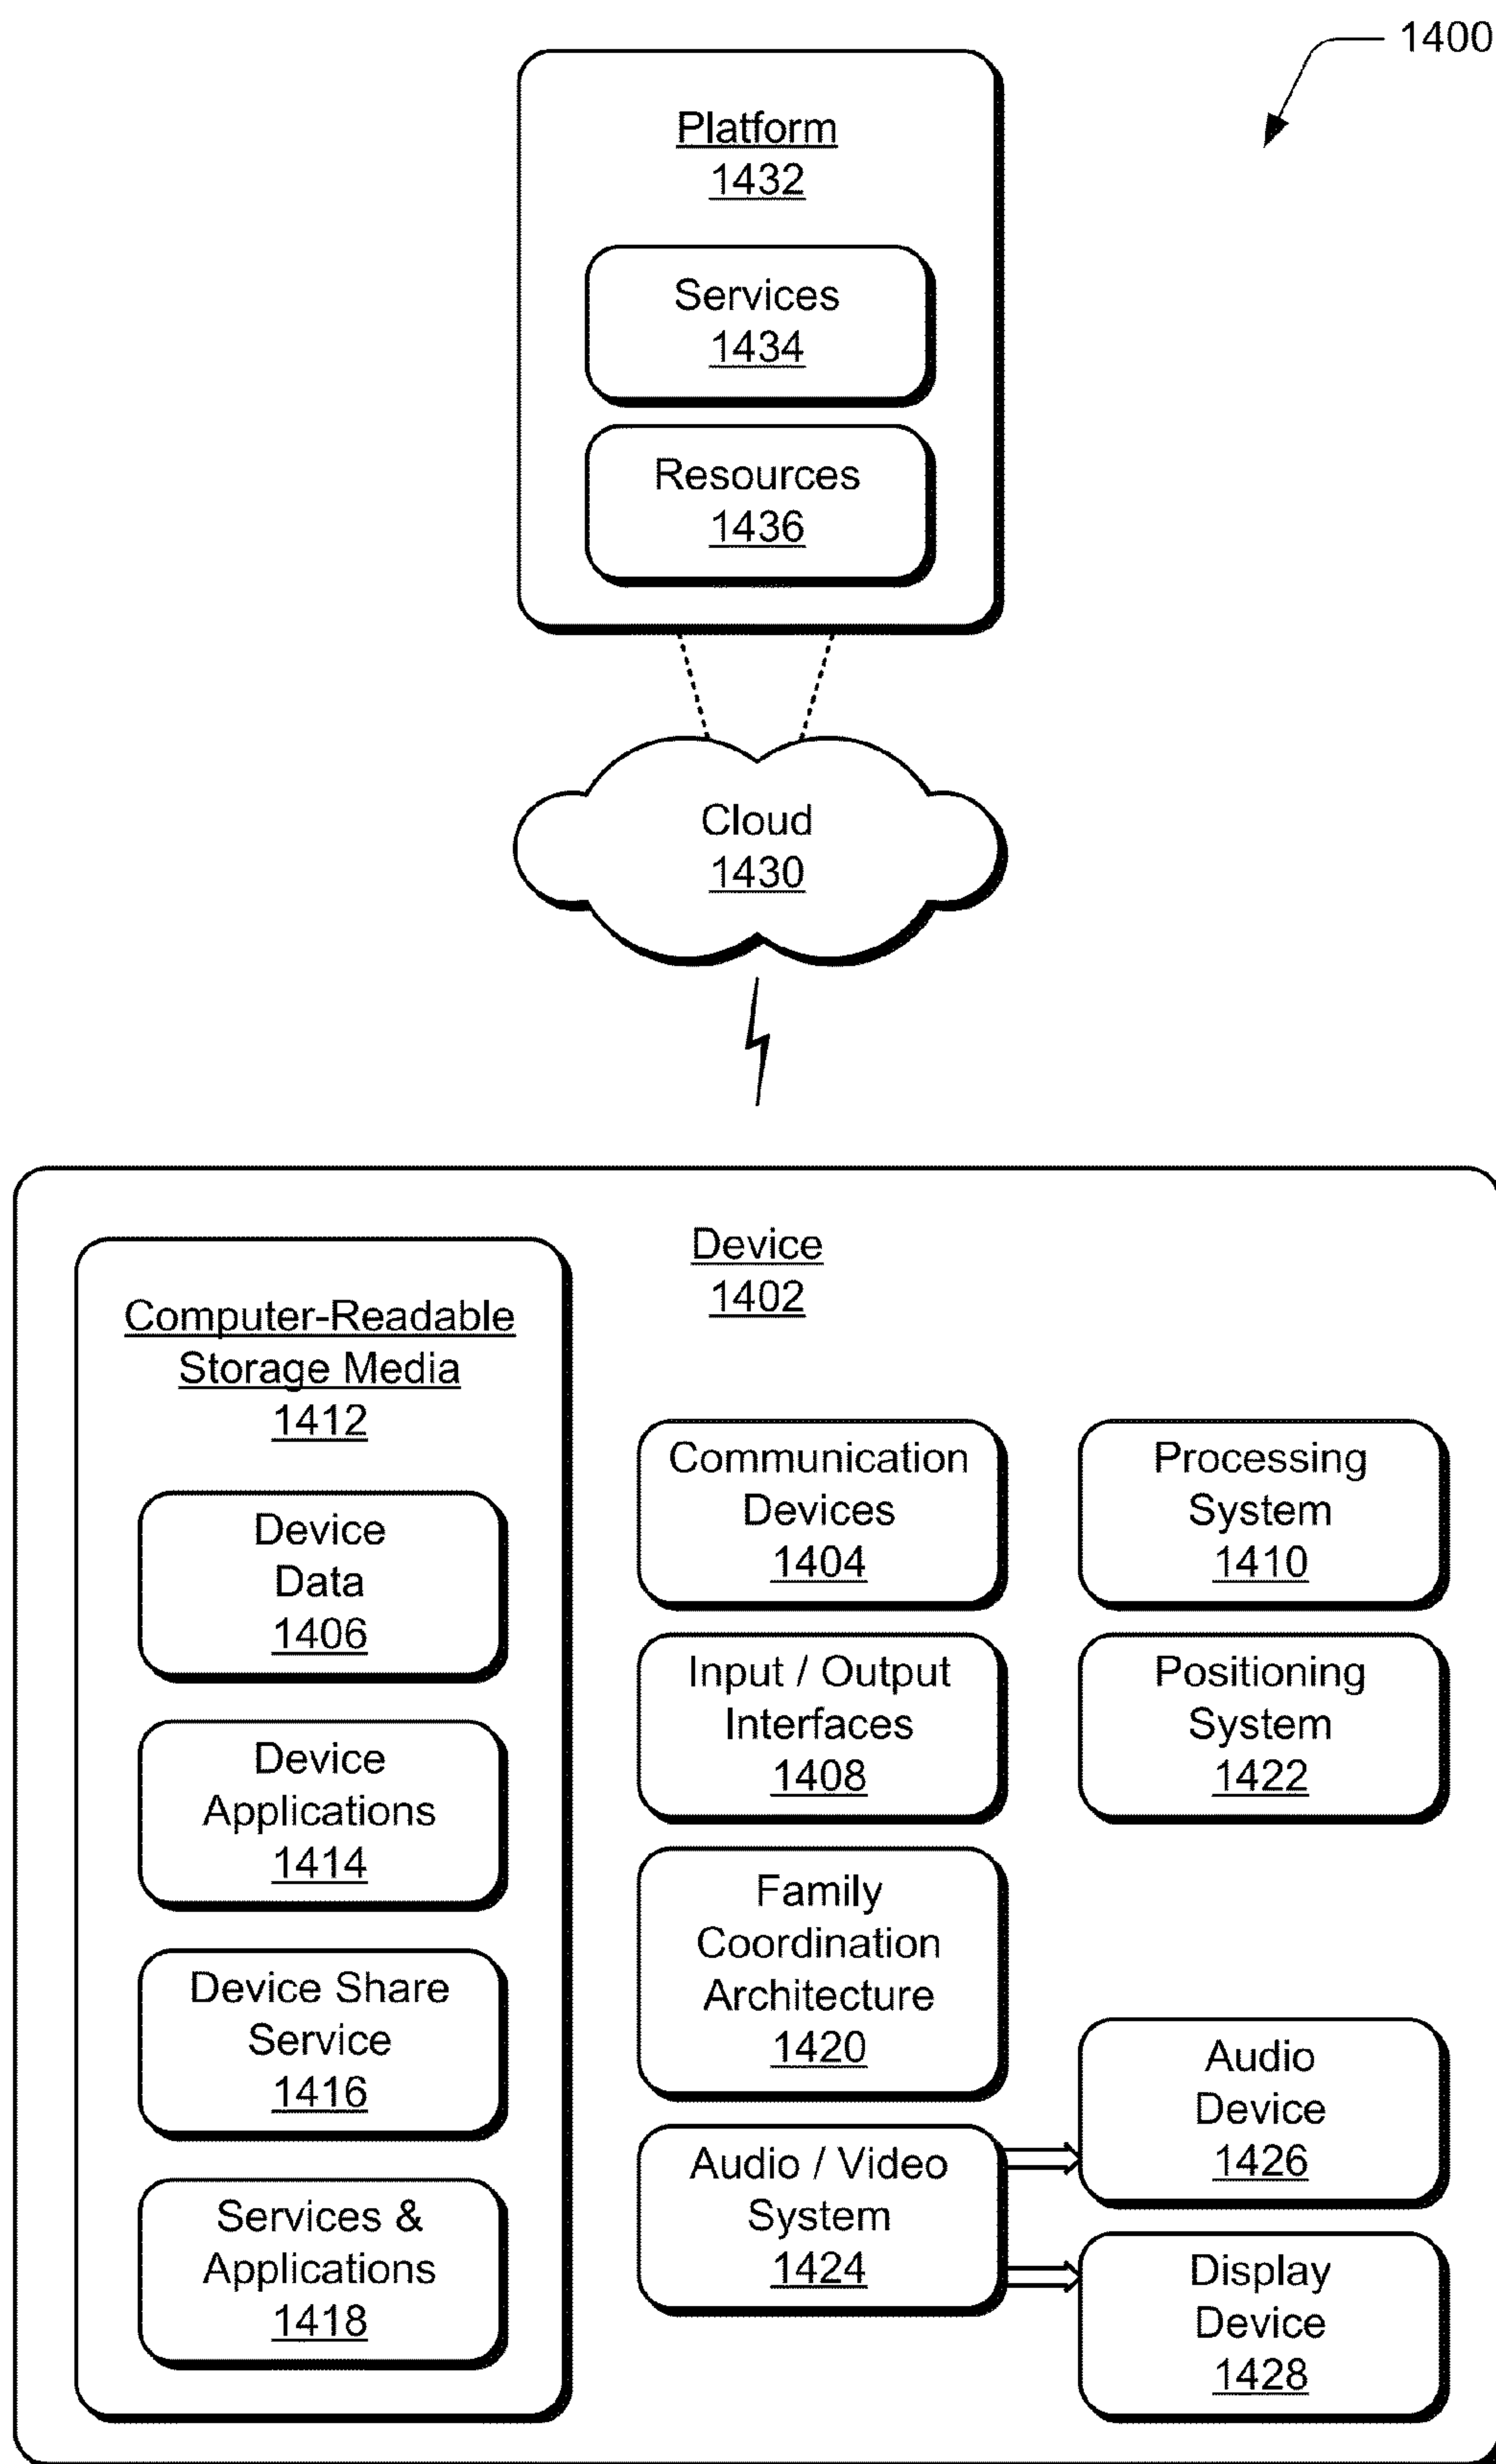 1400
Platform
1432
Services
1434
Resources
1436
Cloud
1430
Device
1402
Computer-Readable
Storage Media
1412
Device
Data
1406
Device
Applications
1414
Device Share
Service
1416
Services &
Applications
1418
Communication
Devices
1404
Input / Output
Interfaces
1408
Family
Coordination
Architecture
1420
Audio / Video
System
1424
Processing
System
1410
Positioning
System
1422
Audio
Device
1426
Display
Device
1428